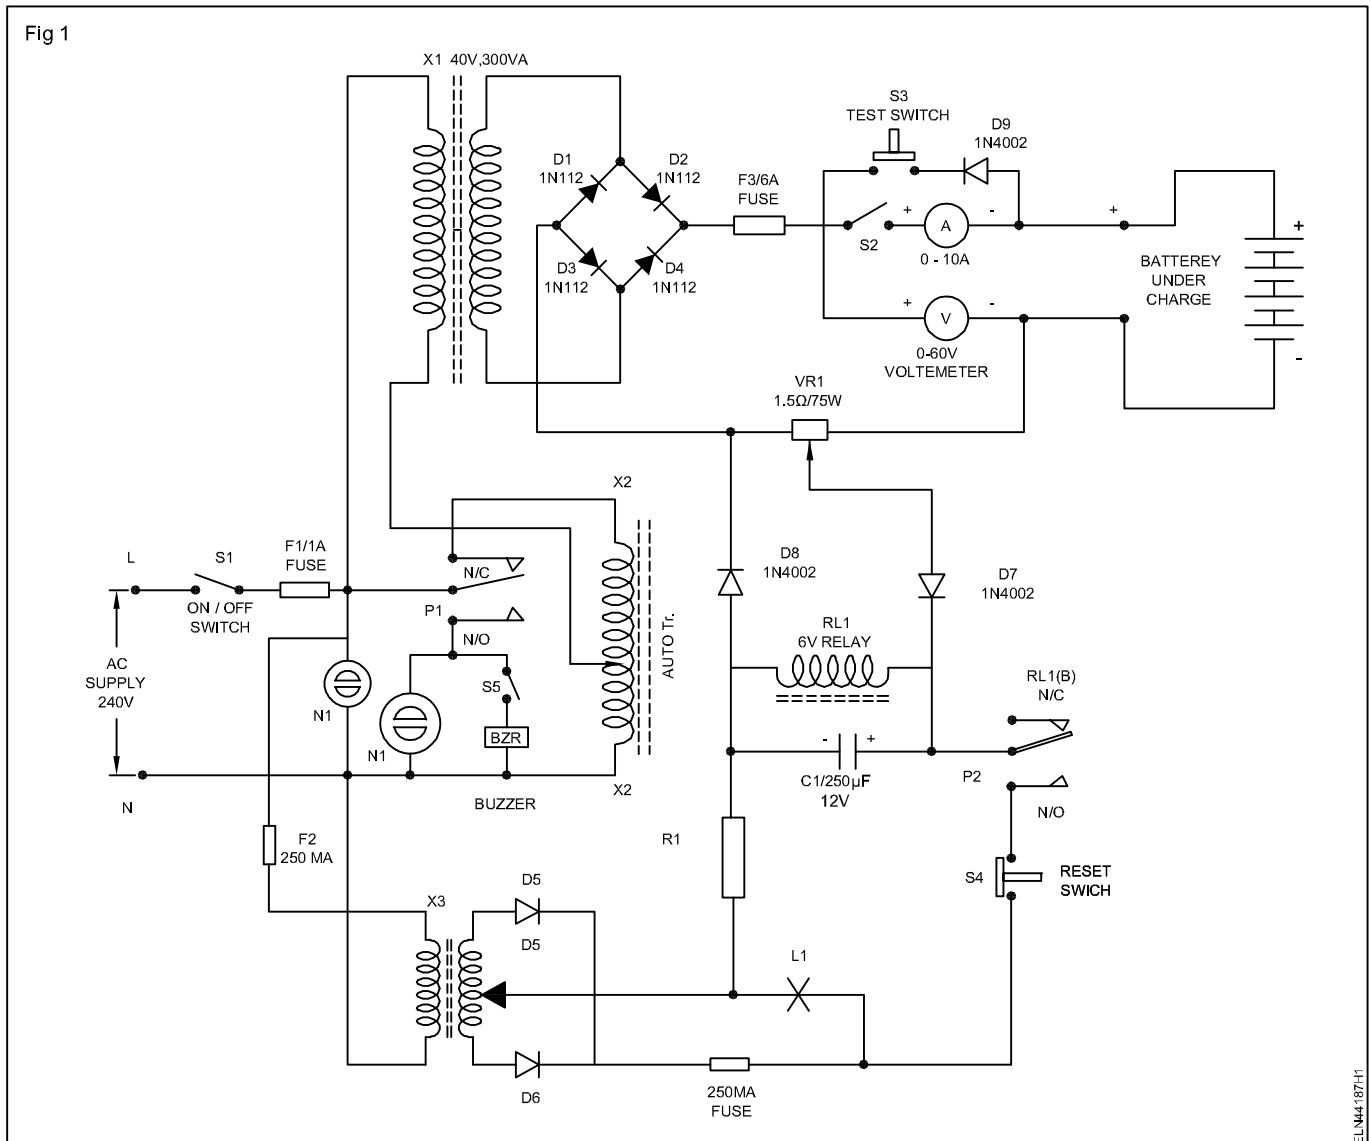 Fig 1
X1 40V,300VA
S3
TEST SWITCH
D9
1N4002
D1
1N112
D2
1N112
F3/6A
FUSE
+
-
+
S2
A
0 - 10A
D3
1N112
D4
1N112
BATTEREY
UNDER
CHARGE
+
-
+
-
V
0-60V
VOLTEMETER
VR1
1.5Ω/75W
X2
L
S1
F1/1A
FUSE
N/C
ON / OFF
SWITCH
P1
N/O
AUTO Tr.
D8
1N4002
D7
1N4002
RL1
6V RELAY
AC
SUPPLY
240V
N1
S5
N1
BZR
RL1(B)
N/C
-
+
C1/250µF
12V
P2
N/O
N
BUZZER
X2
F2
250 MA
R1
S4
RESET
SWICH
X3
D5
D5
L1
D6
250MA
FUSE
ELN44187H1